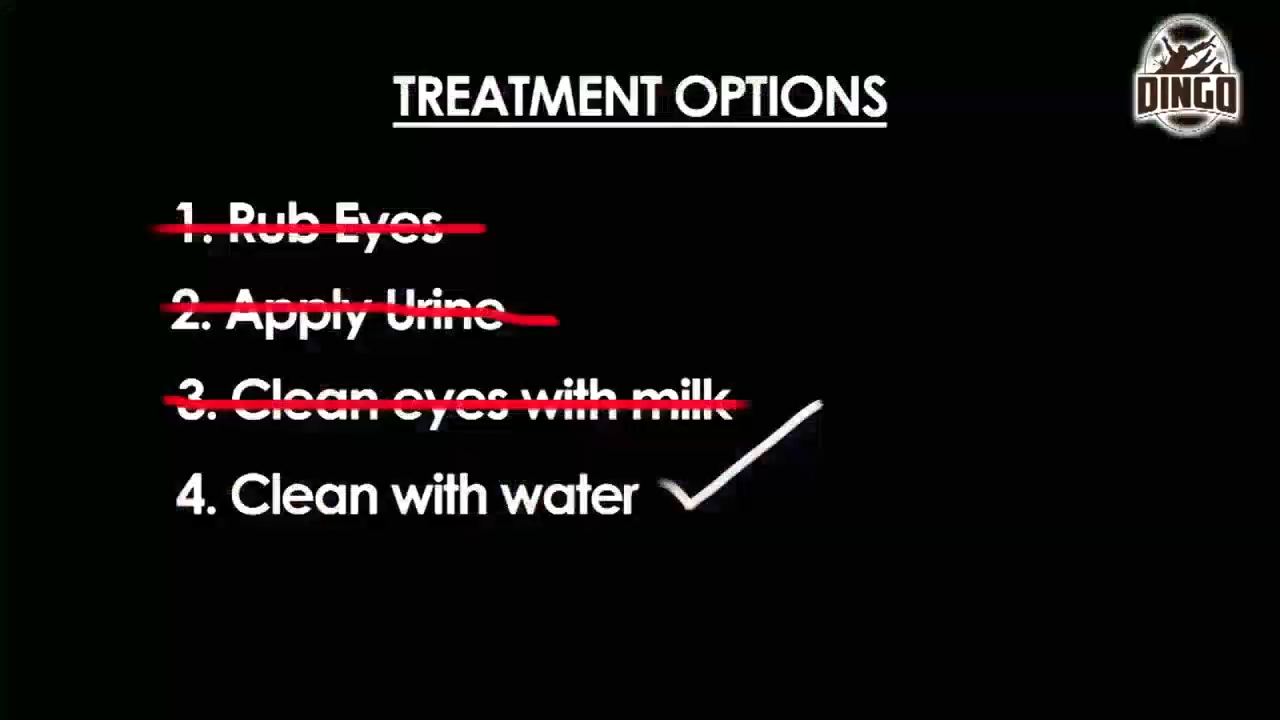 DINGO
TREATMENT OPTIONS
1. Rub Eyes
2. Apply Urine
3. Clean eyes with milk
4. Clean with water